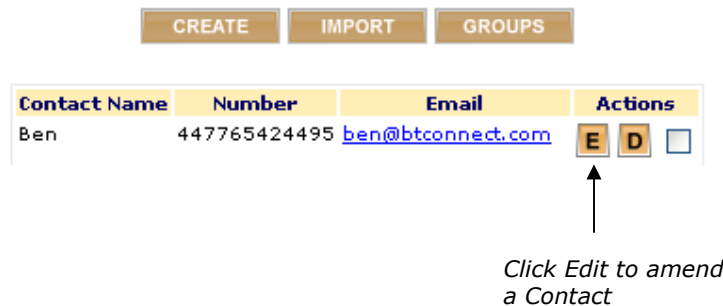 CREATE IMPORT GROUPS
Contact Name Number Email Actions
Ben 447765424495 ben@btconnect.com E D
Click Edit to amend
a Contact